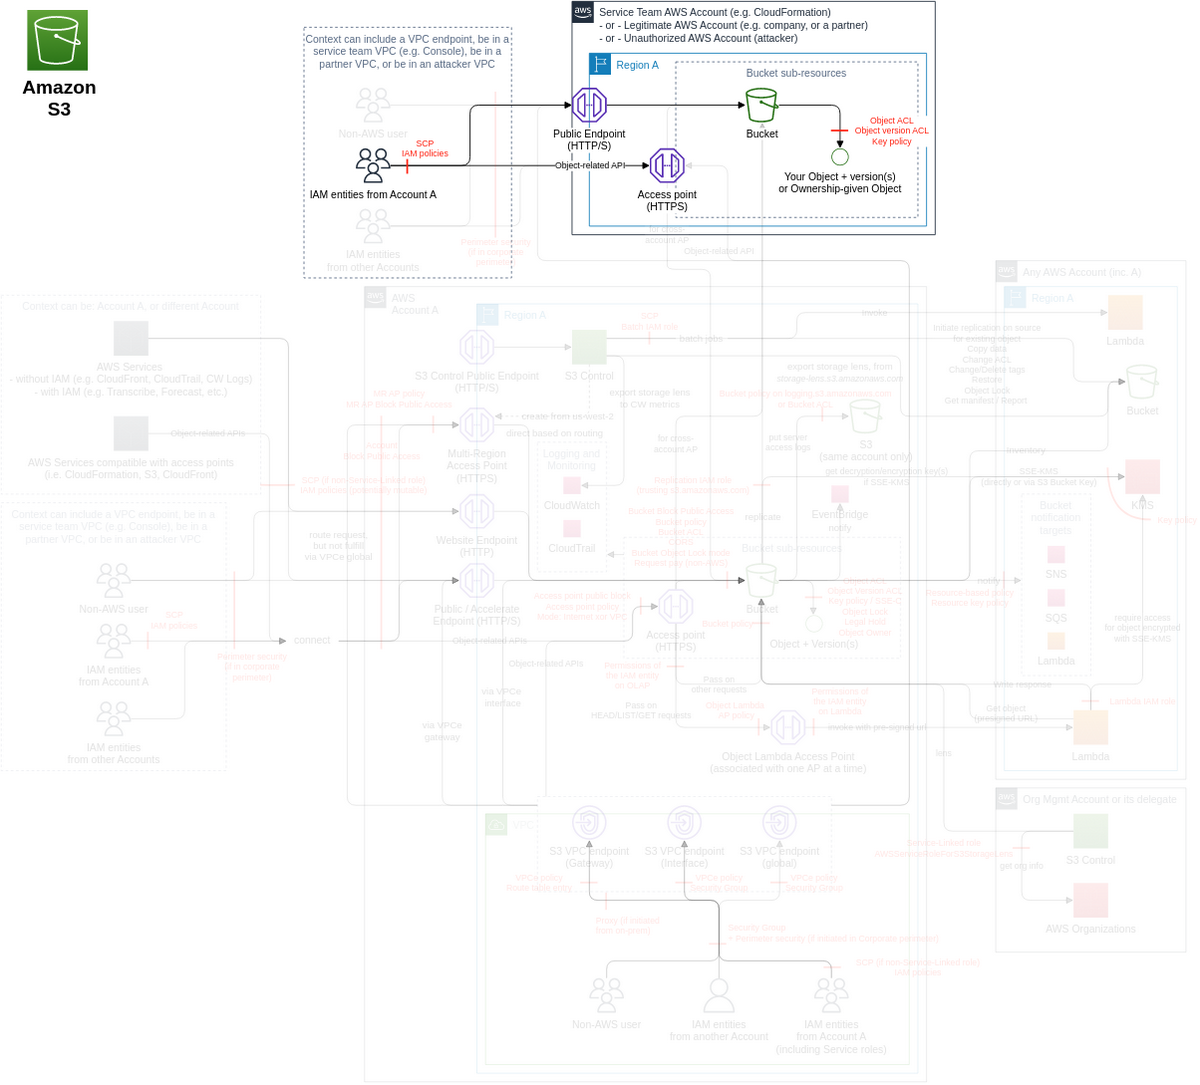 Amazon
S3
Context can include a VPC endpoint, be in a
service team VPC (e.g. Console), be in a
partner VPC, or be in an attacker VPC
Non-AWS user
SCP
IAM policies
IAM entities from Account A
IAM entities
from other Accounts
Perimeter security
(if in corporate
perimeter)
Service Team AWS Account (e.g. CloudFormation)
- or - Legitimate AWS Account (e.g. company, or a partner)
- or - Unauthorized AWS Account (attacker)
Region A
Bucket sub-resources
Public Endpoint
(HTTP/S)
Object-related API
Access point
(HTTPS)
Bucket
Object ACL
Object version ACL
Key policy
Your Object + version(s)
or Ownership-given Object
for cross-
account AP
Object-related API
Context can be: Account A, or different Account
AWS Services
- without IAM (e.g. CloudFront, CloudTrail, CW Logs)
- with IAM (e.g. Transcribe, Forecast, etc.)
Object-related APIs
AWS Services compatible with access points
(i.e. CloudFormation, S3, CloudFront)
Context can include a VPC endpoint, be in a
service team VPC (e.g. Console), be in a
partner VPC, or be in an attacker VPC
Non-AWS user
SCP
IAM policies
IAM entities
from Account A
Perimeter security
(if in corporate
perimeter)
IAM entities
from other Accounts
connect
AWS
Account A
Region A
S3 Control Public Endpoint
(HTTP/S)
S3 Control
SCP
Batch IAM role
batch jobs
invoke
export storage lens
to CW metrics
export storage lens, from
storage-lens.s3.amazonaws.com
MR AP policy
MR AP Block Public Access
Account
Block Public Access
SCP (if non-Service-Linked role)
IAM policies (potentially mutable)
route request,
but not fulfill
via VPCe global
create from us-west-2
direct based on routing
Multi-Region
Access Point
(HTTPS)
Logging and
Monitoring
CloudWatch
CloudTrail
Website Endpoint
(HTTP)
Public / Accelerate
Endpoint (HTTP/S)
Object-related APIs
Object-related APIs
for cross-
account AP
Bucket policy on logging.s3.amazonaws.com
or Bucket ACL
put server
access logs
S3
(same account only)
get decryption/encryption key(s)
if SSE-KMS
Replication IAM role
replicate
EventBridge
notify
Bucket Block Public Access
Bucket policy
Bucket ACL
CORS
Bucket Object Lock mode
Request pay (non-AWS)
Bucket sub-resources
Bucket
Access point public block
Access point policy
Mode: Internet or VPC
Access point
(HTTPS)
Bucket policy
Object ACL
Object Version ACL
Key policy / SSE-C
Object Lock
Legal Hold
Object Owner
Object + Version(s)
Permissions of
the IAM entity
on OLAP
Pass on
other requests
Pass on
HEAD/LIST/GET requests
Object Lambda
AP policy
Permissions of
the IAM entity
on Lambda
invoke with pre-signed url
Object Lambda Access Point
(associated with one AP at a time)
via VPCe
interface
via VPCe
gateway
VPC
S3 VPC endpoint
(Gateway)
S3 VPC endpoint
(Interface)
S3 VPC endpoint
(global)
VPCe policy
Route table entry
VPCe policy
Security Group
VPCe policy
Security Group
Security Group
+ Perimeter security (if initiated in Corporate perimeter)
SCP (if non-Service-Linked role)
IAM policies
Non-AWS user
IAM entities
from another Account
IAM entities
from Account A
(including Service roles)
Any AWS Account (inc. A)
Region A
Lambda
Initiate replication on source
for existing object
Copy data
Change ACL
Change/Delete tags
Restore
Object Lock
Get manifest / Report
Bucket
inventory
SSE-KMS
(directly or via S3 Bucket Key)
KMS
Key policy
Bucket
notification
targets
SNS
SQS
Lambda
notify
Resource-based policy
Resource key policy
require access
for object encrypted
with SSE-KMS
Write response
Get object
(presigned URL)
Lambda IAM role
Lambda
lens
Org Mgmt Account or its delegate
Service-Linked role
AWSServiceRoleForS3StorageLens
get org info
S3 Control
AWS Organizations